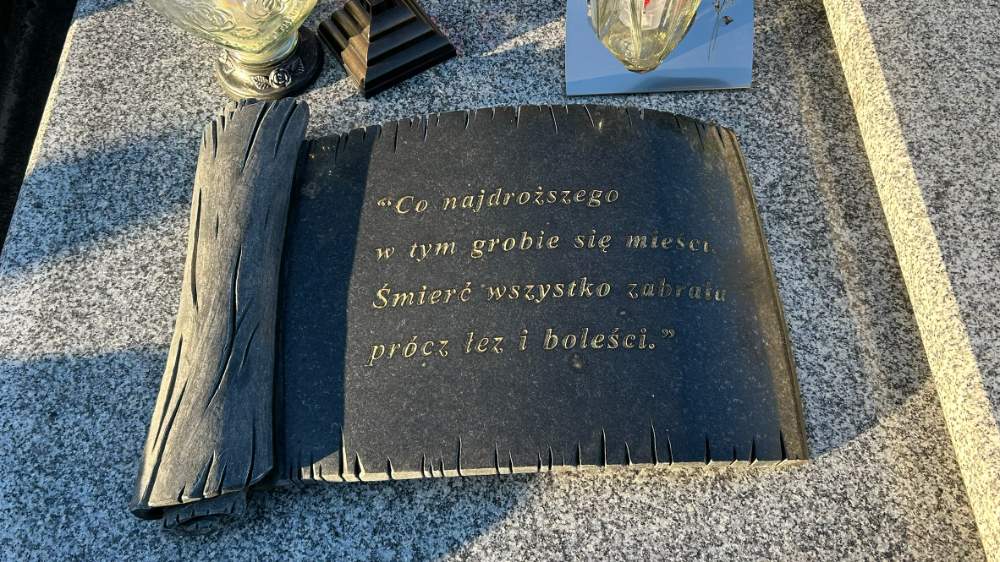 “Co najdroższego
w tym grobie się mieści,
Śmierć wszystko zabrała
prócz łez i boleści.”